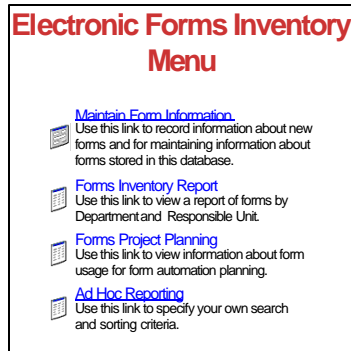 Electronic Forms Inventory
Menu
Maintain Form Information
Use this link to record information about new
forms and for maintaining information about
forms stored in this database.
Forms Inventory Report
Use this link to view a report of forms by
Department and Responsible Unit.
Forms Project Planning
Use this link to view information about form
usage for form automation planning.
Ad Hoc Reporting
Use this link to specify your own search
and sorting criteria.